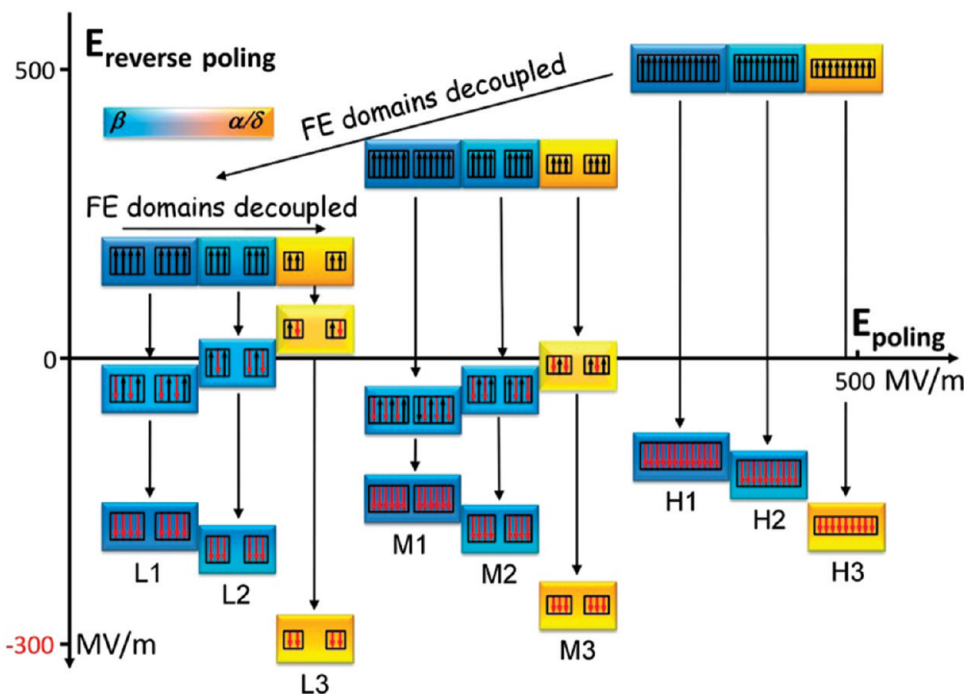 E reverse poling
500
β α/δ
FE domains decoupled
FE domains decoupled
0
E poling
500 MV/m
H1
H2
H3
M1
M2
M3
L1
L2
L3
-300 MV/m